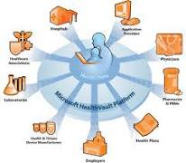 Hospitals
Application
Providers
Healthcare
Associations
Physicians
Laboratories
Pharmacies
& PBMs
Microsoft HealthVault Platform
Health & Fitness
Device Manufacturers
Health Plans
Employers